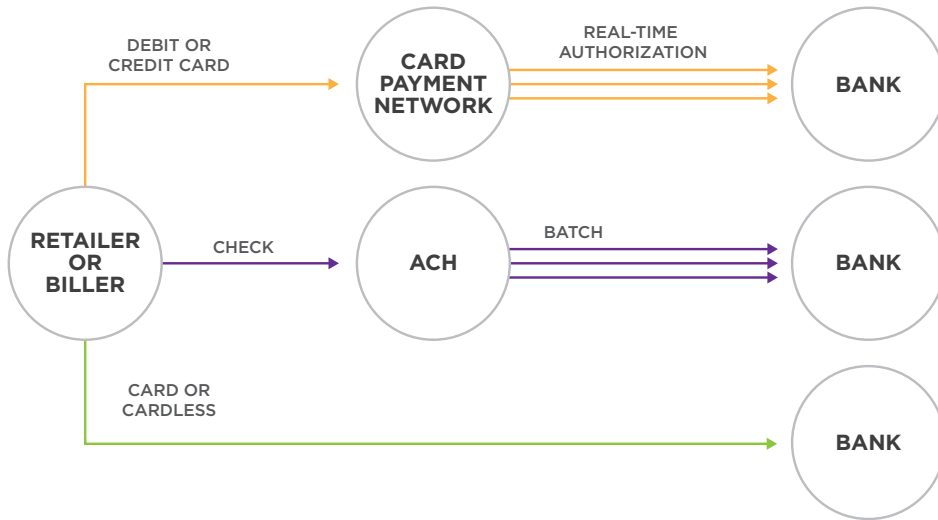 DEBIT OR
CREDIT CARD
CARD
PAYMENT
NETWORK
REAL-TIME
AUTHORIZATION
BANK
RETAILER
OR
BILLER
CHECK
ACH
BATCH
BANK
CARD OR
CARDLESS
BANK